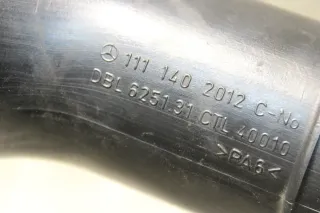 111 140 2012 C-No
DBL 6251.31 CTL 40010
>PA6<